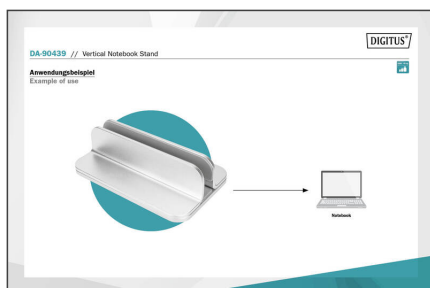 DIGITUS®
DA-90439 // Vertical Notebook Stand
Anwendungsbeispiel
Example of use
Notebook